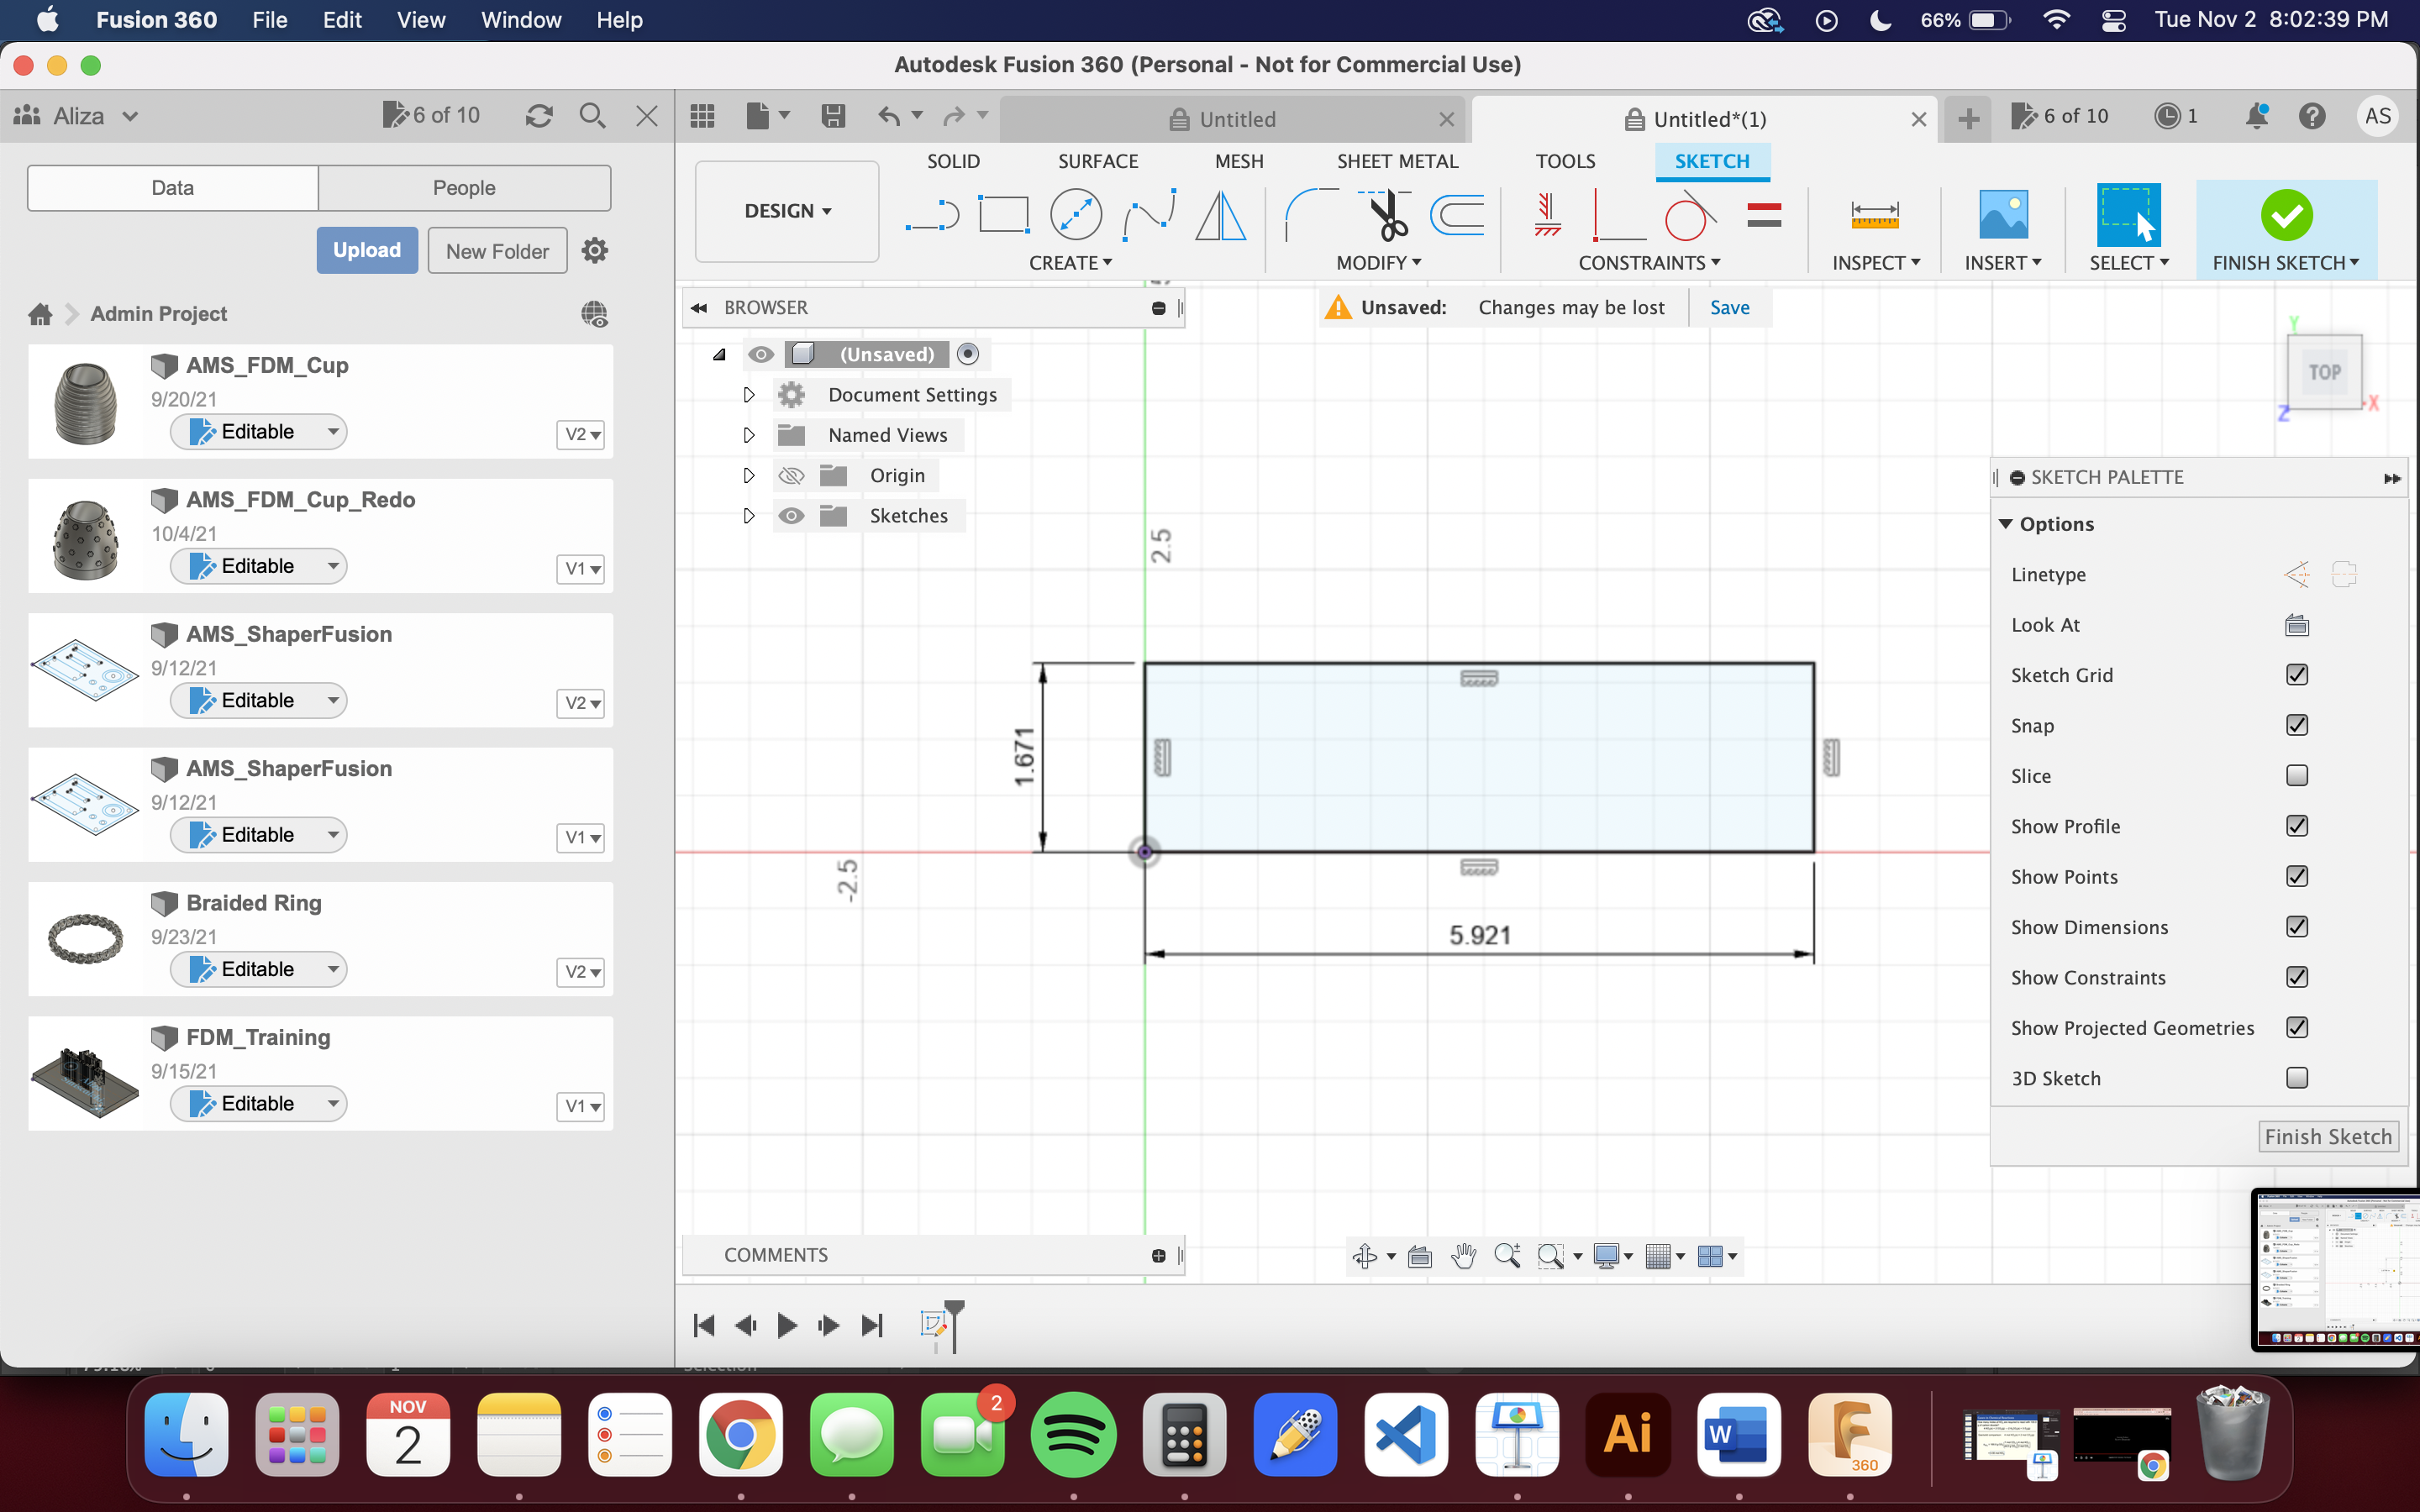 Fusion 360 File Edit View Window Help 66% Tue Nov 2 8:02:39 PM
Autodesk Fusion 360 (Personal - Not for Commercial Use)
Aliza 6 of 10 Untitled Untitled*(1) 6 of 10 1 AS
Data People
Upload New Folder
Admin Project
AMS_FDM_Cup
9/20/21
Editable V2
AMS_FDM_Cup_Redo
10/4/21
Editable V1
AMS_ShaperFusion
9/12/21
Editable V2
AMS_ShaperFusion
9/12/21
Editable V1
Braided Ring
9/23/21
Editable V2
FDM_Training
9/15/21
Editable V1
SOLID SURFACE MESH SHEET METAL TOOLS SKETCH
DESIGN
CREATE MODIFY CONSTRAINTS INSPECT INSERT SELECT FINISH SKETCH
BROWSER
Unsaved: Changes may be lost Save
(Unsaved)
Document Settings
Named Views
Origin
Sketches
Y
TOP
X
Z
2.5
1.671
-2.5
5.921
SKETCH PALETTE
Options
Linetype
Look At
Sketch Grid
Snap
Slice
Show Profile
Show Points
Show Dimensions
Show Constraints
Show Projected Geometries
3D Sketch
Finish Sketch
COMMENTS
NOV
2
2
Ai
W
360